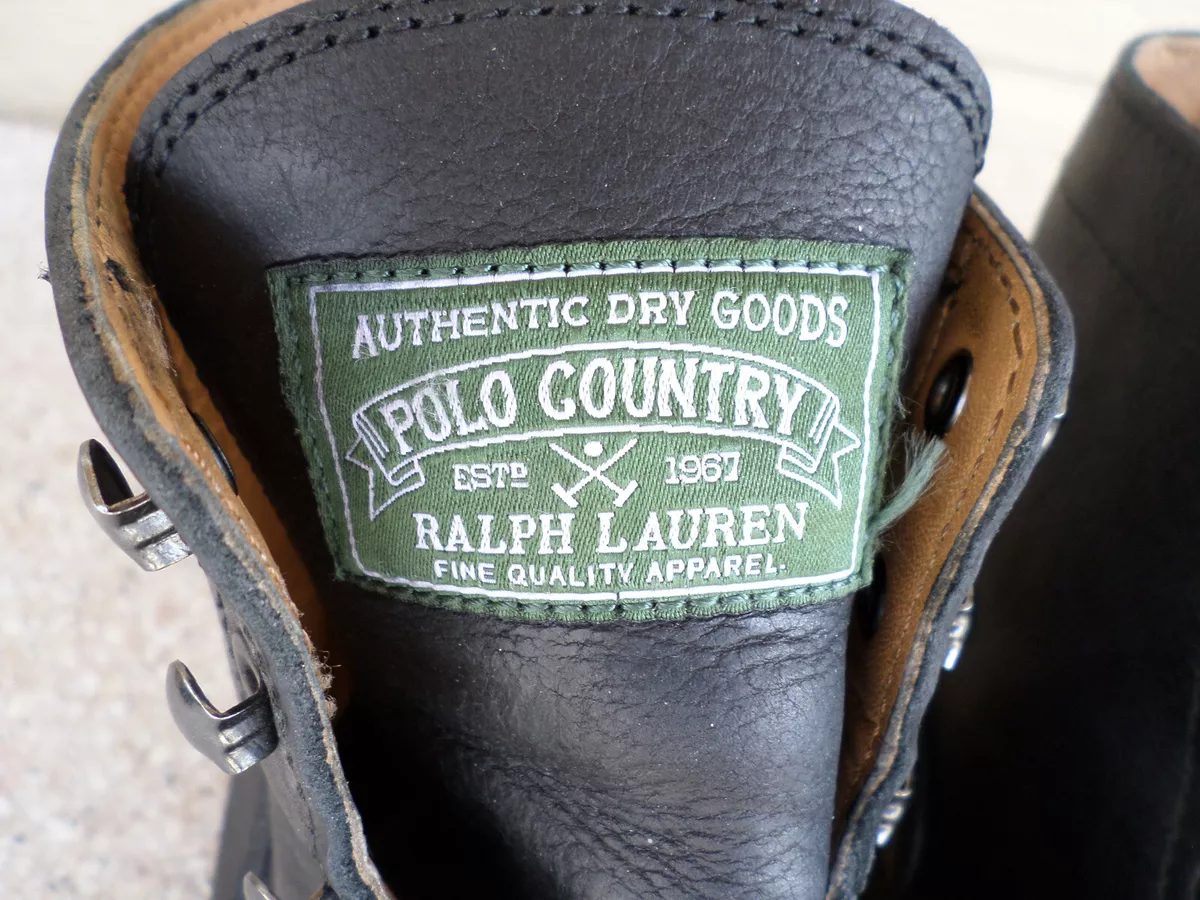 AUTHENTIC DRY GOODS
POLO COUNTRY
ESTD 1967
RALPH LAUREN
FINE QUALITY APPAREL.